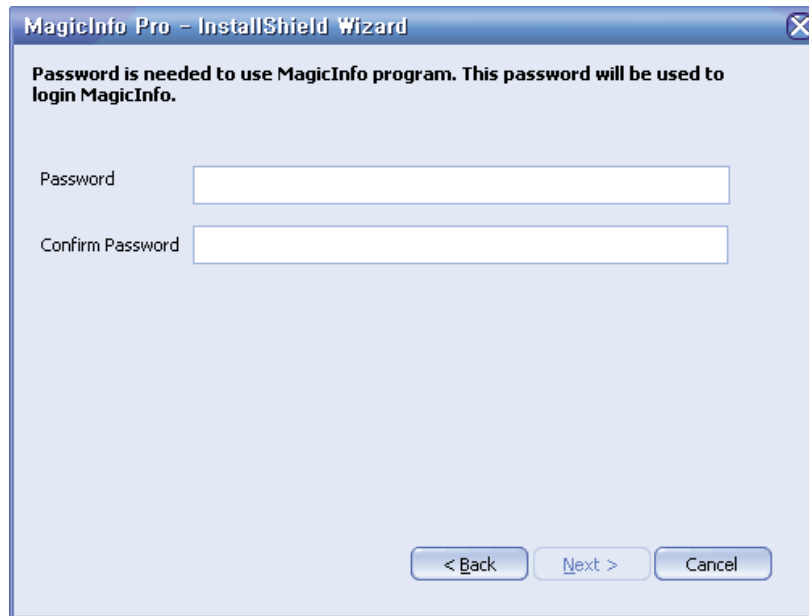 MagicInfo Pro - InstallShield Wizard
Password is needed to use MagicInfo program. This password will be used to
login MagicInfo.
Password
Confirm Password
< Back Next > Cancel